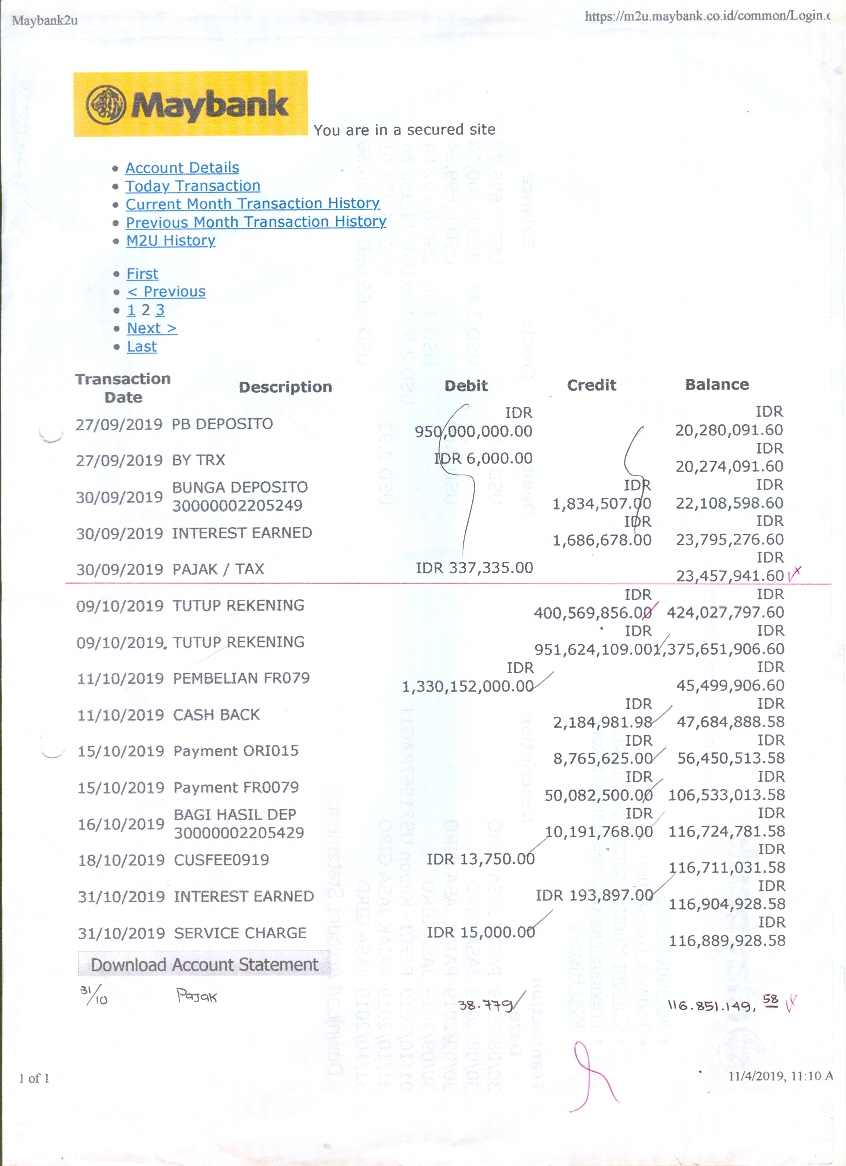 Maybank2u
https://m2u.maybank.co.id/common/Login.
Maybank
You are in a secured site
• Account Details
• Today Transaction
• Current Month Transaction History
• Previous Month Transaction History
• M2U History
• First
• < Previous
• 1 2 3
• Next >
• Last
Transaction Date Description Debit Credit Balance
27/09/2019 PB DEPOSITO IDR 950,000,000.00 IDR 20,280,091.60
27/09/2019 BY TRX IDR 6,000.00 IDR 20,274,091.60
30/09/2019 BUNGA DEPOSITO 30000002205249 IDR 1,834,507.00 IDR 22,108,598.60
30/09/2019 INTEREST EARNED IDR 1,686,678.00 IDR 23,795,276.60
30/09/2019 PAJAK / TAX IDR 337,335.00 IDR 23,457,941.60
09/10/2019 TUTUP REKENING IDR 400,569,856.00 IDR 424,027,797.60
09/10/2019 TUTUP REKENING IDR 951,624,109.00 IDR 1,375,651,906.60
11/10/2019 PEMBELIAN FR079 IDR 1,330,152,000.00 IDR 45,499,906.60
11/10/2019 CASH BACK IDR 2,184,981.98 IDR 47,684,888.58
15/10/2019 Payment ORI015 IDR 8,765,625.00 IDR 56,450,513.58
15/10/2019 Payment FR0079 IDR 50,082,500.00 IDR 106,533,013.58
16/10/2019 BAGI HASIL DEP 30000002205429 IDR 10,191,768.00 IDR 116,724,781.58
18/10/2019 CUSFEE0919 IDR 13,750.00 IDR 116,711,031.58
31/10/2019 INTEREST EARNED IDR 193,897.00 IDR 116,904,928.58
31/10/2019 SERVICE CHARGE IDR 15,000.00 IDR 116,889,928.58
Download Account Statement
31/10 Pajak 38.779 116.851.149, 58
1 of 1
11/4/2019, 11:10 A